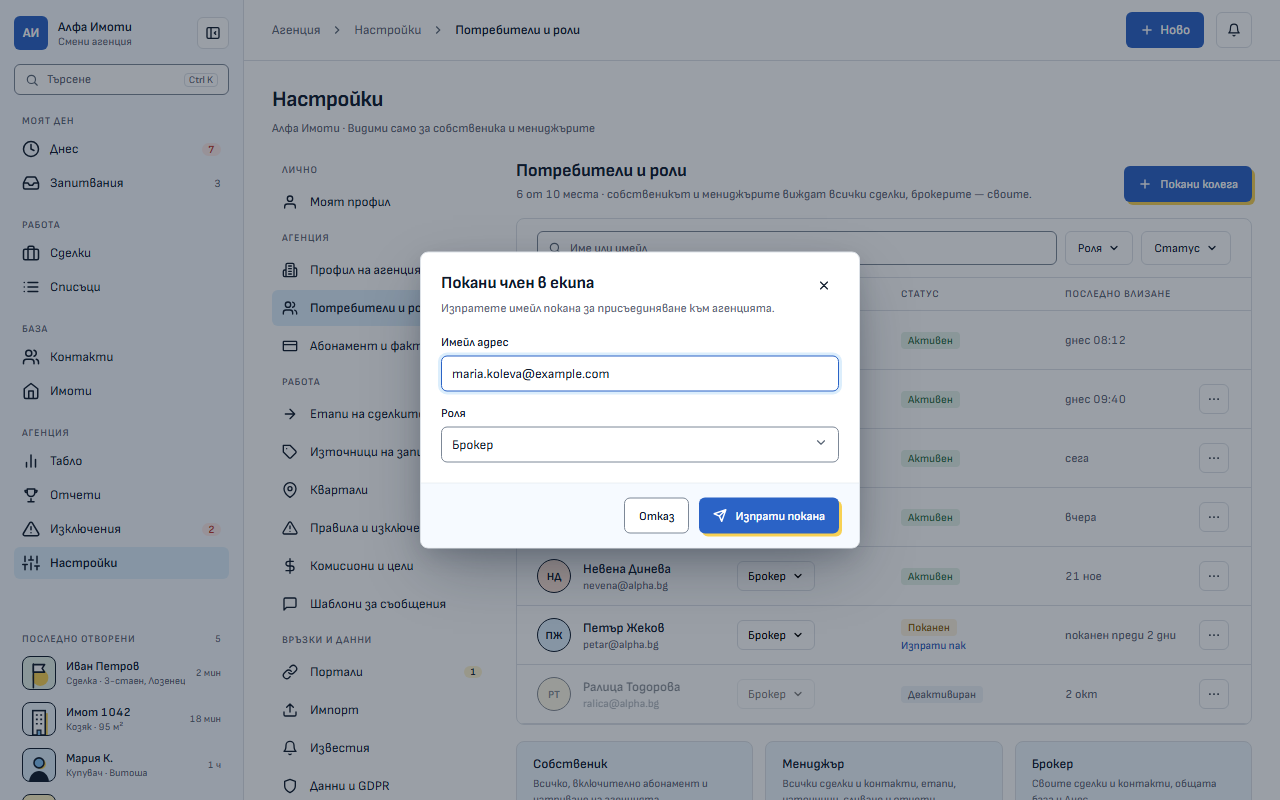 АИ
Алфа Имоти
Смени агенция
Търсене
Ctrl K
МОЯТ ДЕН
Днес
7
Запитвания
3
РАБОТА
Сделки
Списъци
БАЗА
Контакти
Имоти
АГЕНЦИЯ
Табло
Отчети
Изключения
2
Настройки
ПОСЛЕДНО ОТВОРЕНИ
5
Иван Петров
Сделка · 3-стаен, Лозенец
2 мин
Имот 1042
Козяк · 95 м²
18 мин
Мария К.
Купувач · Витоша
1 ч
Агенция
Настройки
Потребители и роли
Ново
Настройки
Алфа Имоти · Видими само за собственика и мениджърите
ЛИЧНО
Моят профил
АГЕНЦИЯ
Профил на агенция
Потребители и ро
Абонамент и факт
РАБОТА
Етапи на сделкит
Източници на запи
Квартали
Правила и изключе
Комисиони и цели
Шаблони за съобщения
ВРЪЗКИ И ДАННИ
Портали
1
Импорт
Известия
Данни и GDPR
Потребители и роли
6 от 10 места · собственикът и мениджърите виждат всички сделки, брокерите — своите.
Покани колега
Име или имейл
Роля
Статус
СТАТУС
ПОСЛЕДНО ВЛИЗАНЕ
Активен
днес 08:12
Активен
днес 09:40
Активен
сега
Активен
вчера
НД
Невена Динева
nevena@alpha.bg
Брокер
Активен
21 ное
ПЖ
Петър Жеков
petar@alpha.bg
Брокер
Поканен
Изпрати пак
поканен преди 2 дни
РТ
Ралица Тодорова
ralica@alpha.bg
Брокер
Деактивиран
2 окт
Собственик
Всичко, включително абонамент и
Мениджър
Всички сделки и контакти, етапи,
Брокер
Своите сделки и контакти, общата
Покани член в екипа
Изпратете имейл покана за присъединяване към агенцията.
Имейл адрес
maria.koleva@example.com
Роля
Брокер
Отказ
Изпрати покана